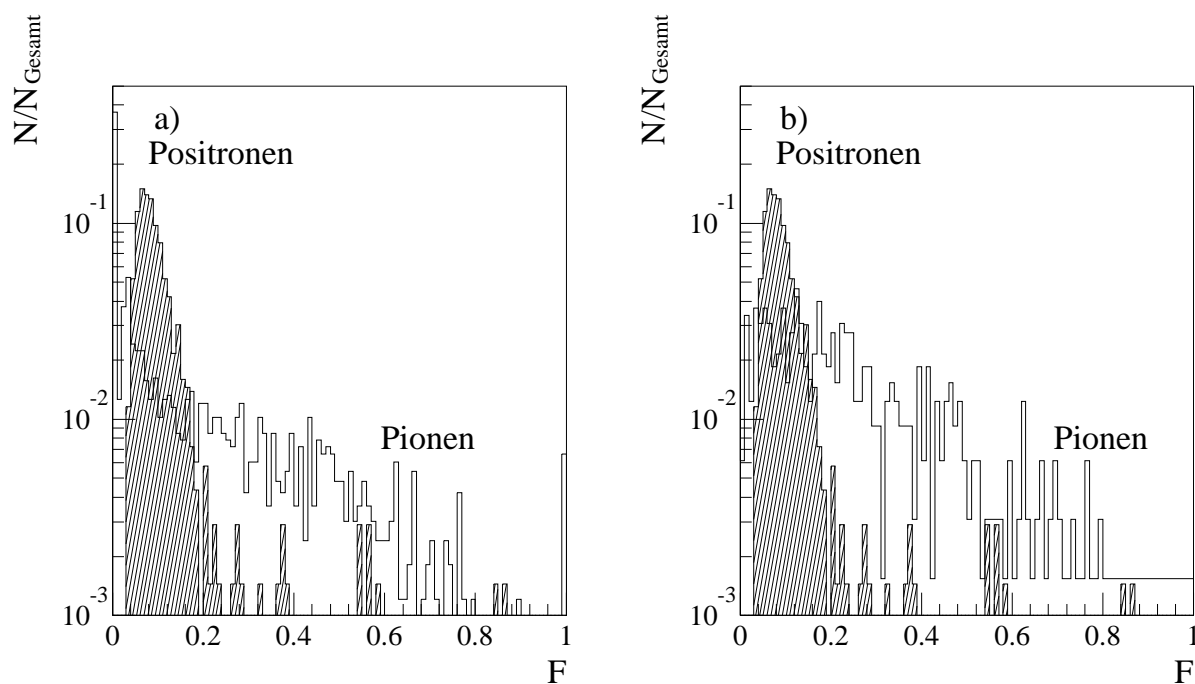 N/N_Gesamt
a)
Positronen
Pionen
10^-1
10^-2
10^-3
0
0.2
0.4
0.6
0.8
1
F
N/N_Gesamt
b)
Positronen
Pionen
10^-1
10^-2
10^-3
0
0.2
0.4
0.6
0.8
1
F